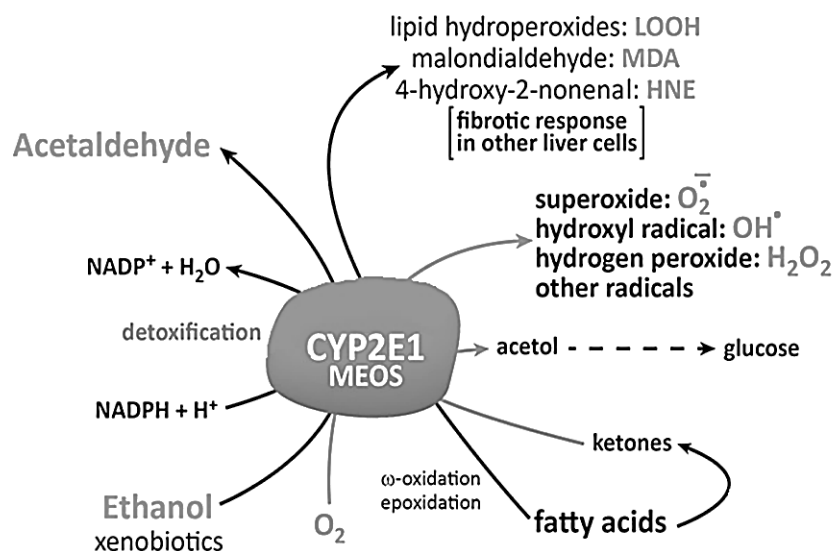 lipid hydroperoxides: LOOH
malondialdehyde: MDA
4-hydroxy-2-nonenal: HNE
[fibrotic response
in other liver cells]
Acetaldehyde
superoxide: O₂•̅
hydroxyl radical: OH•
hydrogen peroxide: H₂O₂
other radicals
NADP⁺ + H₂O
detoxification
CYP2E1
MEOS
acetol
glucose
NADPH + H⁺
ketones
ω-oxidation
epoxidation
Ethanol
xenobiotics
O₂
fatty acids